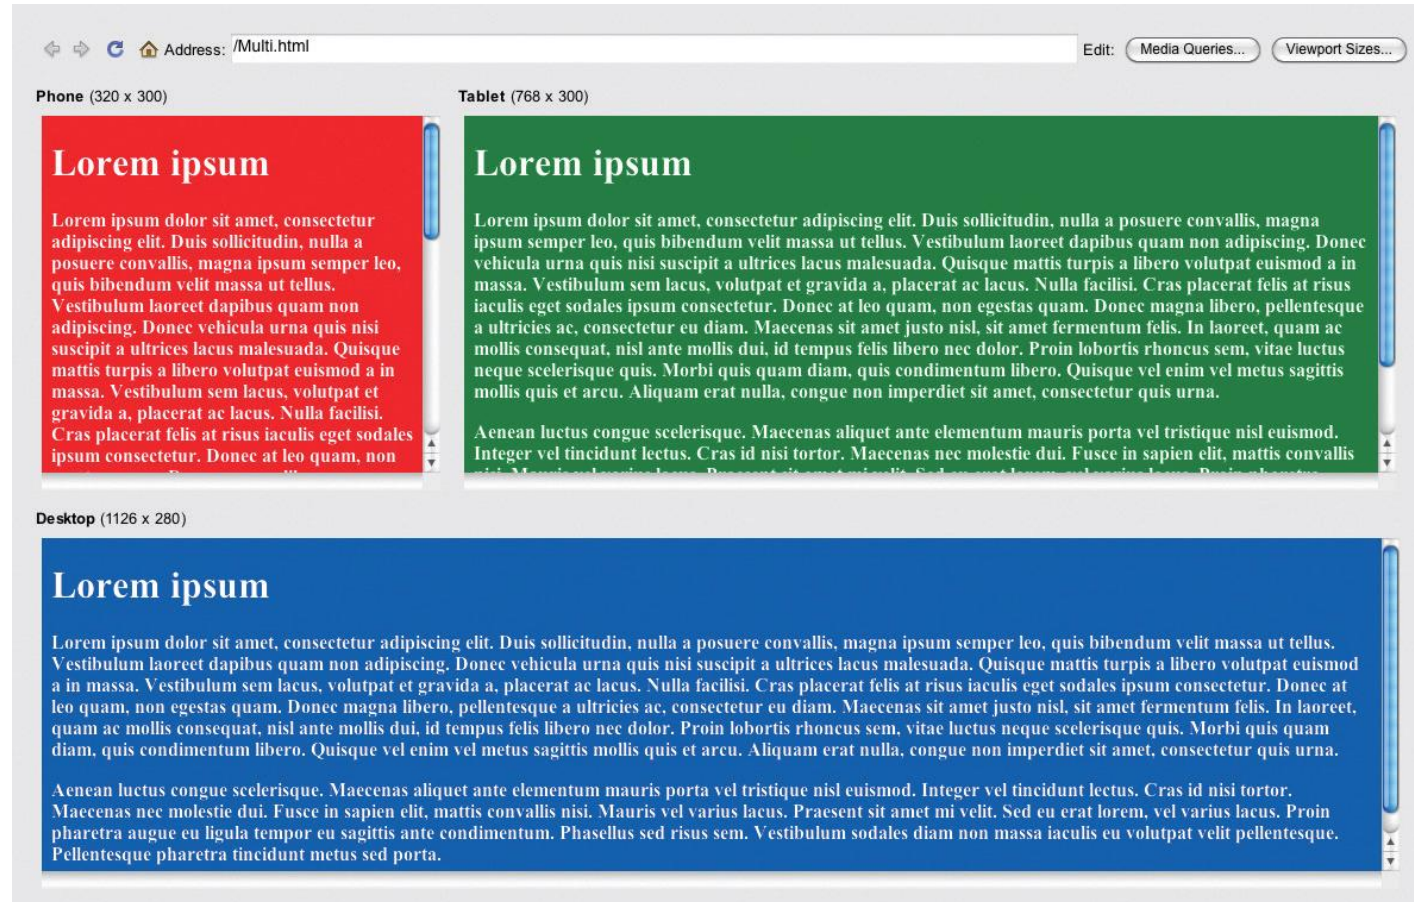 Address: /Multi.html Edit: Media Queries... Viewport Sizes...
Phone (320 x 300)
Lorem ipsum
Lorem ipsum dolor sit amet, consectetur
adipiscing elit. Duis sollicitudin, nulla a
posuere convallis, magna ipsum semper leo,
quis bibendum velit massa ut tellus.
Vestibulum laoreet dapibus quam non
adipiscing. Donec vehicula urna quis nisi
suscipit a ultrices lacus malesuada. Quisque
mattis turpis a libero volutpat euismod a in
massa. Vestibulum sem lacus, volutpat et
gravida a, placerat ac lacus. Nulla facilisi.
Cras placerat felis at risus iaculis eget sodales
ipsum consectetur. Donec at leo quam, non
Tablet (768 x 300)
Lorem ipsum
Lorem ipsum dolor sit amet, consectetur adipiscing elit. Duis sollicitudin, nulla a posuere convallis, magna
ipsum semper leo, quis bibendum velit massa ut tellus. Vestibulum laoreet dapibus quam non adipiscing. Donec
vehicula urna quis nisi suscipit a ultrices lacus malesuada. Quisque mattis turpis a libero volutpat euismod a in
massa. Vestibulum sem lacus, volutpat et gravida a, placerat ac lacus. Nulla facilisi. Cras placerat felis at risus
iaculis eget sodales ipsum consectetur. Donec at leo quam, non egestas quam. Donec magna libero, pellentesque
a ultricies ac, consectetur eu diam. Maecenas sit amet justo nisl, sit amet fermentum felis. In laoreet, quam ac
mollis consequat, nisl ante mollis dui, id tempus felis libero nec dolor. Proin lobortis rhoncus sem, vitae luctus
neque scelerisque quis. Morbi quis quam diam, quis condimentum libero. Quisque vel enim vel metus sagittis
mollis quis et arcu. Aliquam erat nulla, congue non imperdiet sit amet, consectetur quis urna.
Aenean luctus congue scelerisque. Maecenas aliquet ante elementum mauris porta vel tristique nisl euismod.
Integer vel tincidunt lectus. Cras id nisi tortor. Maecenas nec molestie dui. Fusce in sapien elit, mattis convallis
Desktop (1126 x 280)
Lorem ipsum
Lorem ipsum dolor sit amet, consectetur adipiscing elit. Duis sollicitudin, nulla a posuere convallis, magna ipsum semper leo, quis bibendum velit massa ut tellus.
Vestibulum laoreet dapibus quam non adipiscing. Donec vehicula urna quis nisi suscipit a ultrices lacus malesuada. Quisque mattis turpis a libero volutpat euismod
a in massa. Vestibulum sem lacus, volutpat et gravida a, placerat ac lacus. Nulla facilisi. Cras placerat felis at risus iaculis eget sodales ipsum consectetur. Donec at
leo quam, non egestas quam. Donec magna libero, pellentesque a ultricies ac, consectetur eu diam. Maecenas sit amet justo nisl, sit amet fermentum felis. In laoreet,
quam ac mollis consequat, nisl ante mollis dui, id tempus felis libero nec dolor. Proin lobortis rhoncus sem, vitae luctus neque scelerisque quis. Morbi quis quam
diam, quis condimentum libero. Quisque vel enim vel metus sagittis mollis quis et arcu. Aliquam erat nulla, congue non imperdiet sit amet, consectetur quis urna.
Aenean luctus congue scelerisque. Maecenas aliquet ante elementum mauris porta vel tristique nisl euismod. Integer vel tincidunt lectus. Cras id nisi tortor.
Maecenas nec molestie dui. Fusce in sapien elit, mattis convallis nisi. Mauris vel varius lacus. Praesent sit amet mi velit. Sed eu erat lorem, vel varius lacus. Proin
pharetra augue eu ligula tempor eu sagittis ante condimentum. Phasellus sed risus sem. Vestibulum sodales diam non massa iaculis eu volutpat velit pellentesque.
Pellentesque pharetra tincidunt metus sed porta.